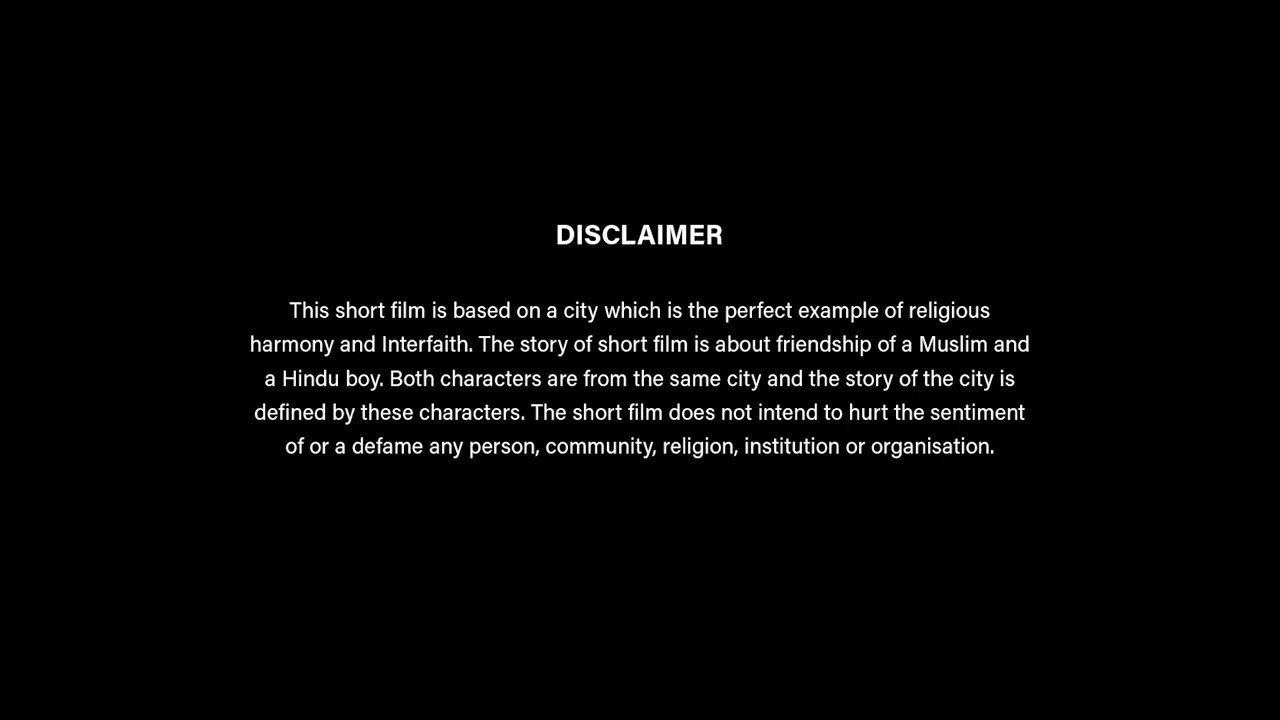 DISCLAIMER
This short film is based on a city which is the perfect example of religious
harmony and Interfaith. The story of short film is about friendship of a Muslim and
a Hindu boy. Both characters are from the same city and the story of the city is
defined by these characters. The short film does not intend to hurt the sentiment
of or a defame any person, community, religion, institution or organisation.